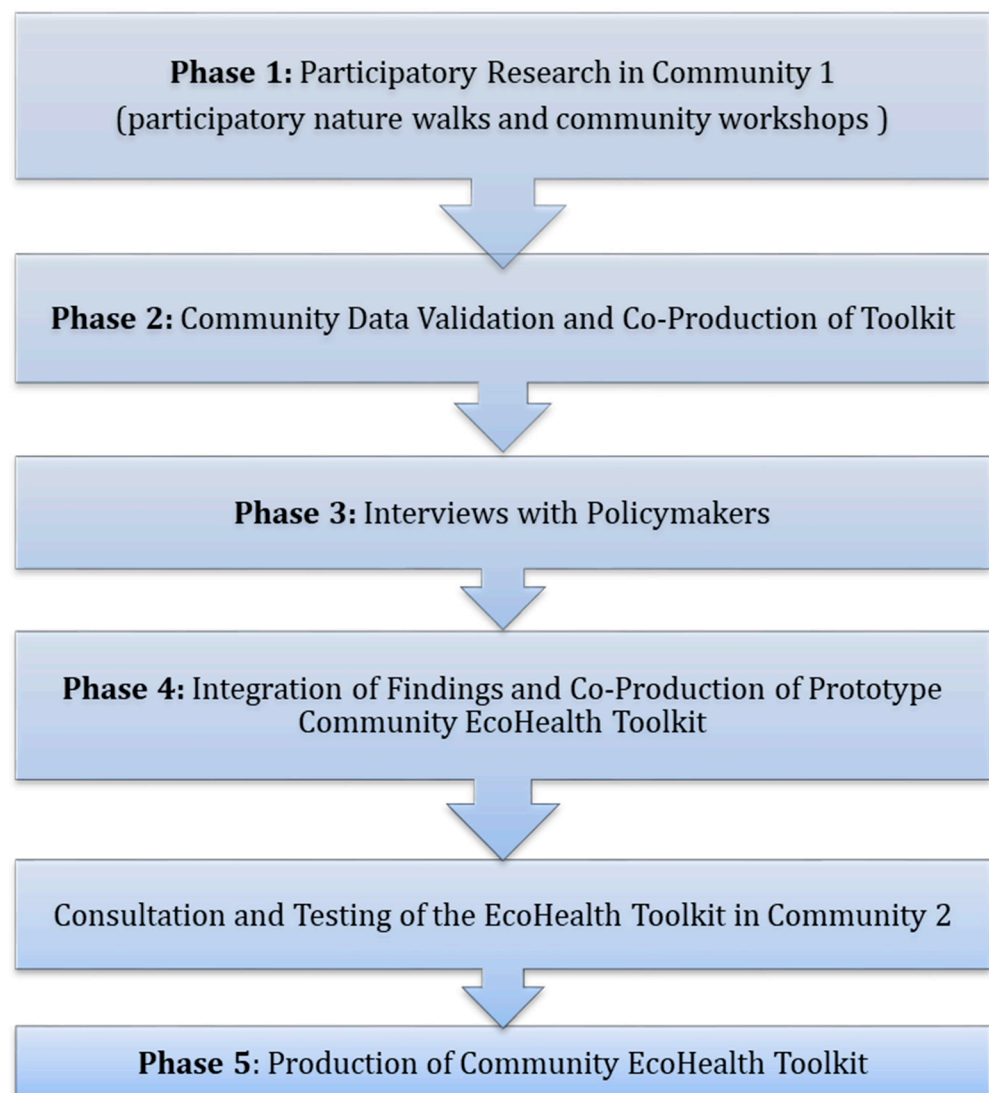 Phase 1: Participatory Research in Community 1
(participatory nature walks and community workshops )
Phase 2: Community Data Validation and Co-Production of Toolkit
Phase 3: Interviews with Policymakers
Phase 4: Integration of Findings and Co-Production of Prototype
Community EcoHealth Toolkit
Consultation and Testing of the EcoHealth Toolkit in Community 2
Phase 5: Production of Community EcoHealth Toolkit